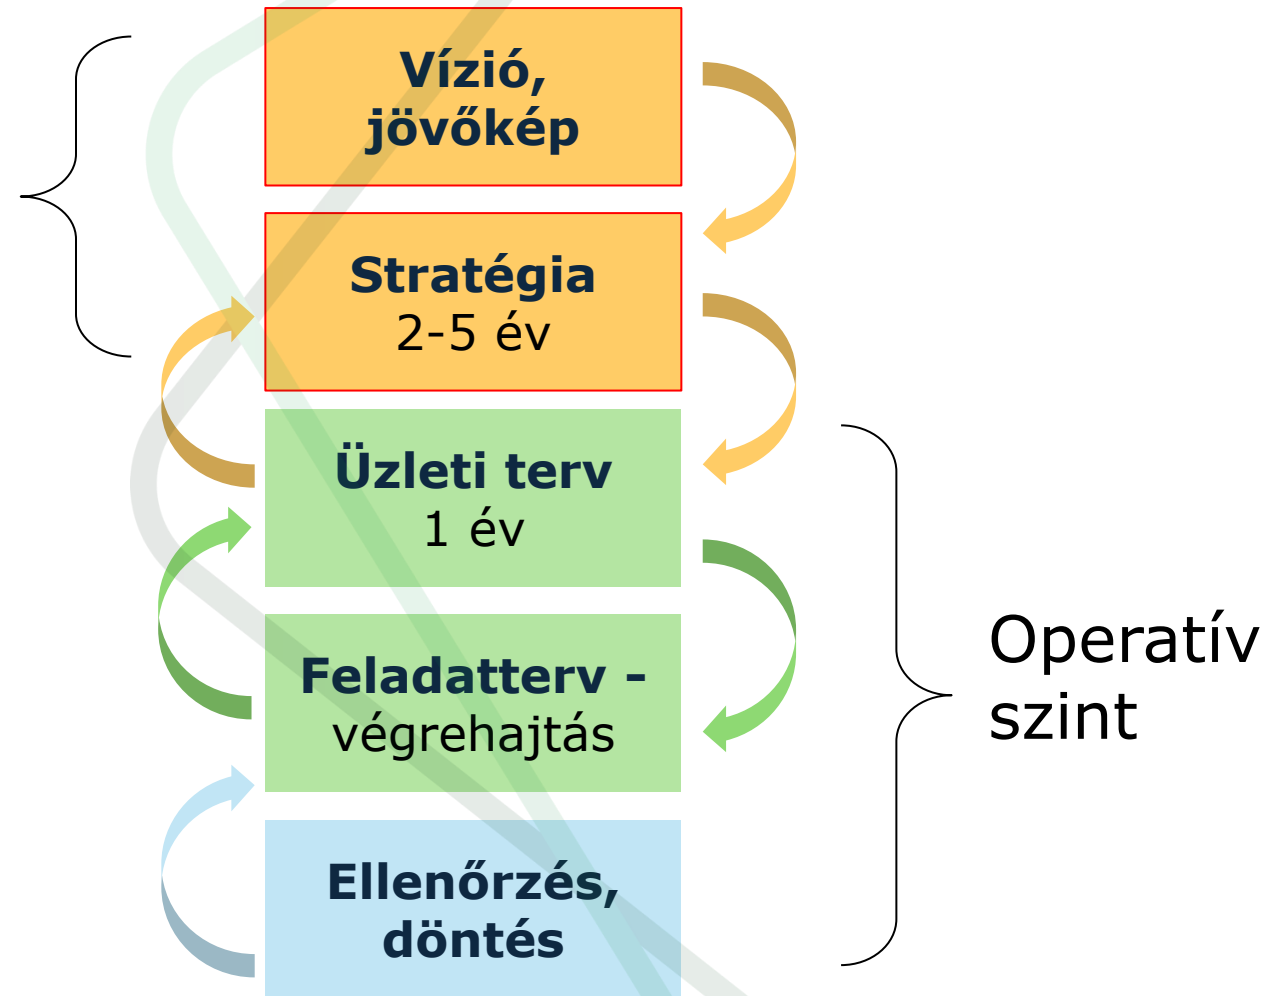 Vízió,
jövőkép
Stratégia
2-5 év
Üzleti terv
1 év
Feladatterv -
végrehajtás
Ellenőrzés,
döntés
Operatív
szint